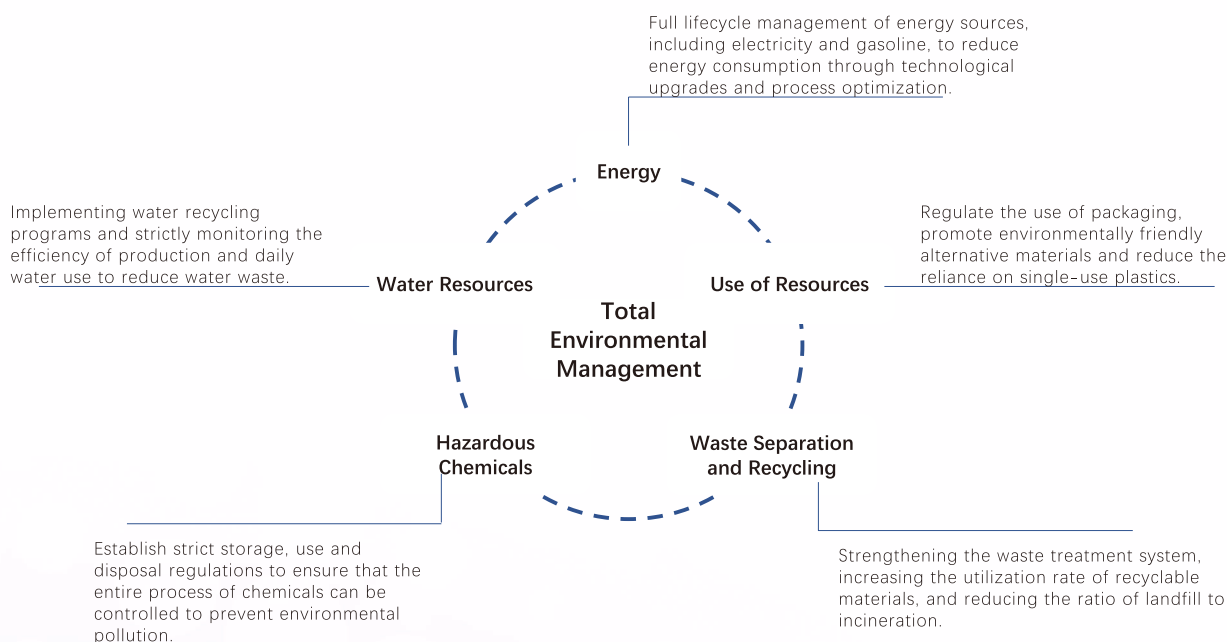 Full lifecycle management of energy sources,
including electricity and gasoline, to reduce
energy consumption through technological
upgrades and process optimization.
Energy
Implementing water recycling
programs and strictly monitoring the
efficiency of production and daily
water use to reduce water waste.
Water Resources
Regulate the use of packaging,
promote environmentally friendly
alternative materials and reduce the
reliance on single-use plastics.
Use of Resources
Total
Environmental
Management
Hazardous
Chemicals
Waste Separation
and Recycling
Establish strict storage, use and
disposal regulations to ensure that the
entire process of chemicals can be
controlled to prevent environmental
pollution.
Strengthening the waste treatment system,
increasing the utilization rate of recyclable
materials, and reducing the ratio of landfill to
incineration.